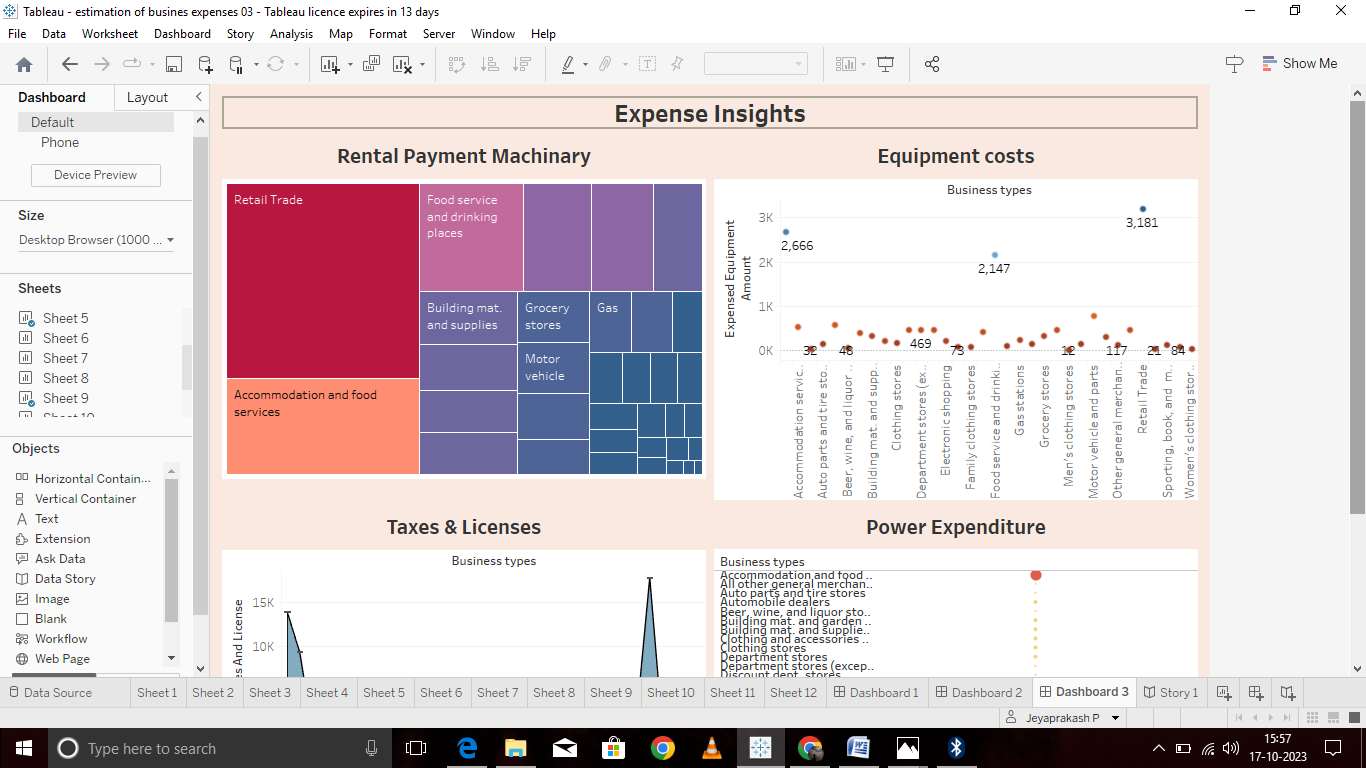 Tableau - estimation of busines expenses 03 - Tableau licence expires in 13 days
File Data Worksheet Dashboard Story Analysis Map Format Server Window Help
Show Me
Dashboard Layout
Default
Phone
Device Preview
Size
Desktop Browser (1000 ...
Sheets
Sheet 5
Sheet 6
Sheet 7
Sheet 8
Sheet 9
Objects
Horizontal Contain...
Vertical Container
Text
Extension
Ask Data
Data Story
Image
Blank
Workflow
Web Page
Expense Insights
Rental Payment Machinary
Retail Trade
Food service
and drinking
places
Building mat.
and supplies
Grocery
stores
Gas
Motor
vehicle
Accommodation and food
services
Equipment costs
Business types
Expensed Equipment
Amount
3K
2K
1K
0K
2,666
32
48
469
73
2,147
12
117
3,181
21
84
Accommodation servic..
Auto parts and tire sto..
Beer, wine, and liquor ..
Building mat. and supp..
Clothing stores
Department stores (ex..
Electronic shopping
Family clothing stores
Food service and drinki..
Gas stations
Grocery stores
Men's clothing stores
Motor vehicle and parts
Other general merchan..
Retail Trade
Sporting, book, and m..
Women's clothing stor..
Taxes & Licenses
Business types
es And License
15K
10K
Power Expenditure
Business types
Accommodation and food ..
All other general merchan..
Auto parts and tire stores
Automobile dealers
Beer, wine, and liquor sto..
Building mat. and garden ..
Building mat. and supplie..
Clothing and accessories ..
Clothing stores
Department stores
Department stores (excep..
Discount dept. stores
Data Source Sheet 1 Sheet 2 Sheet 3 Sheet 4 Sheet 5 Sheet 6 Sheet 7 Sheet 8 Sheet 9 Sheet 10 Sheet 11 Sheet 12 Dashboard 1 Dashboard 2 Dashboard 3 Story 1
Jeyaprakash P
Type here to search
15:57
17-10-2023